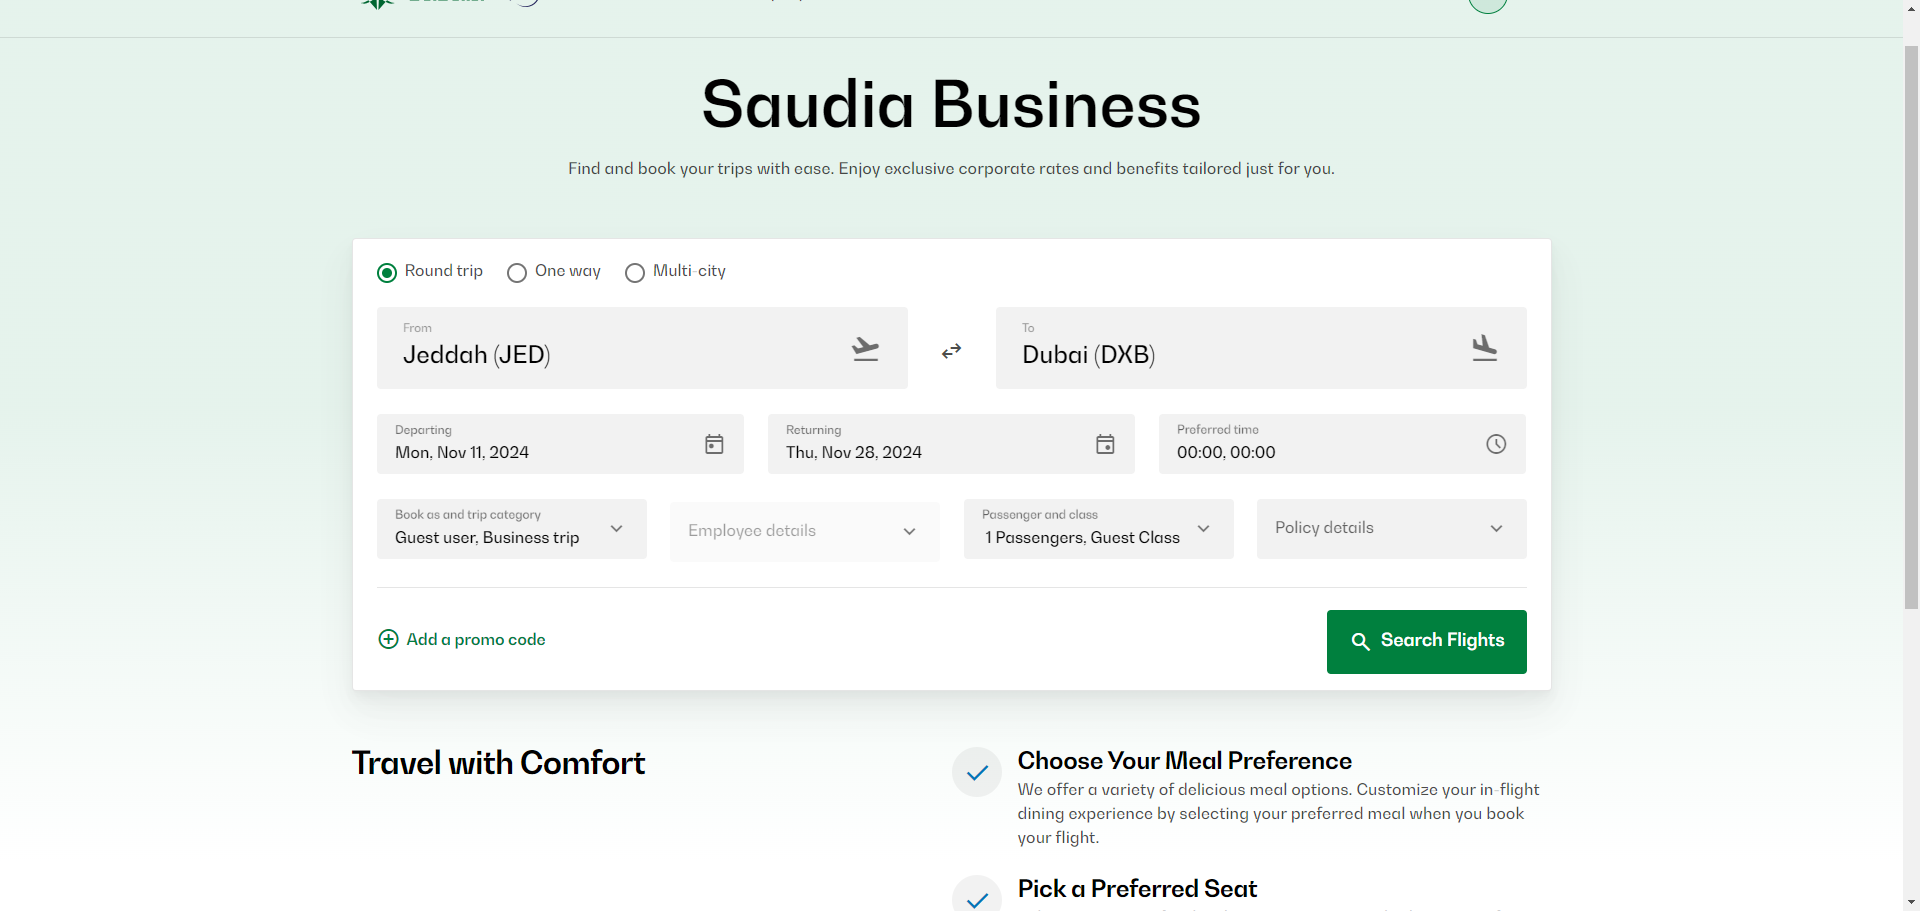 Saudia Business
Find and book your trips with ease. Enjoy exclusive corporate rates and benefits tailored just for you.
Round trip
One way
Multi-city
From
Jeddah (JED)
To
Dubai (DXB)
Departing
Mon, Nov 11, 2024
Returning
Thu, Nov 28, 2024
Preferred time
00:00, 00:00
Book as and trip category
Guest user, Business trip
Employee details
Passenger and class
1 Passengers, Guest Class
Policy details
Add a promo code
Search Flights
Travel with Comfort
Choose Your Meal Preference
We offer a variety of delicious meal options. Customize your in-flight
dining experience by selecting your preferred meal when you book
your flight.
Pick a Preferred Seat